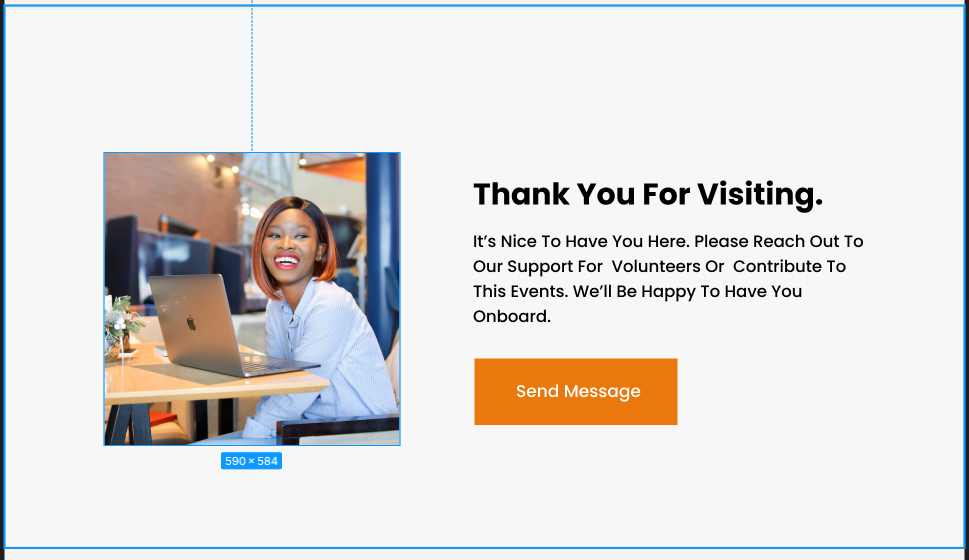 Thank You For Visiting.
It’s Nice To Have You Here. Please Reach Out To
Our Support For  Volunteers Or  Contribute To
This Events. We’ll Be Happy To Have You
Onboard.
Send Message
590 × 584